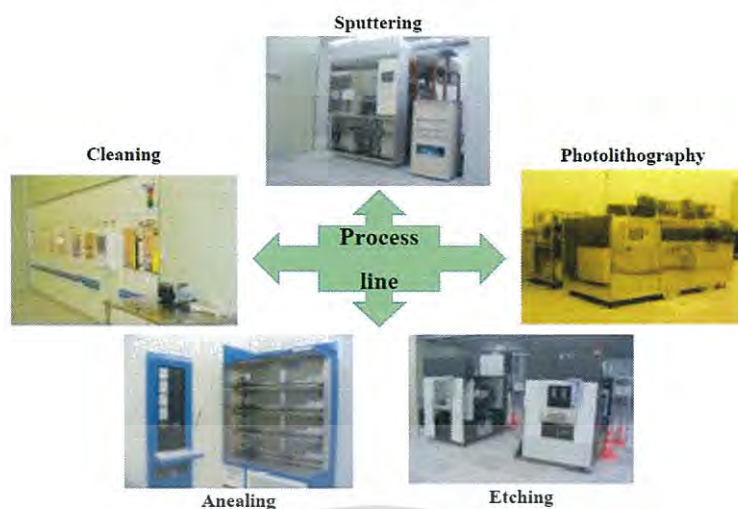 Sputtering
Cleaning
Photolithography
Process
line
Anealing
Etching